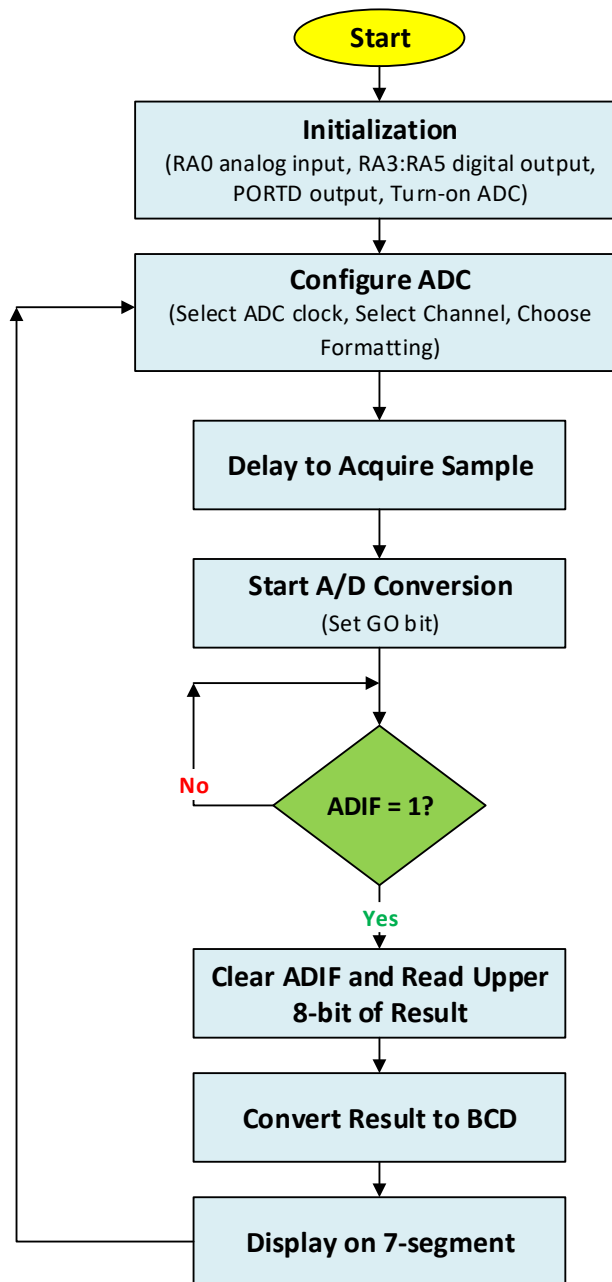 Start
Initialization
(RA0 analog input, RA3:RA5 digital output,
PORTD output, Turn-on ADC)
Configure ADC
(Select ADC clock, Select Channel, Choose
Formatting)
Delay to Acquire Sample
Start A/D Conversion
(Set GO bit)
No
ADIF = 1?
Yes
Clear ADIF and Read Upper
8-bit of Result
Convert Result to BCD
Display on 7-segment